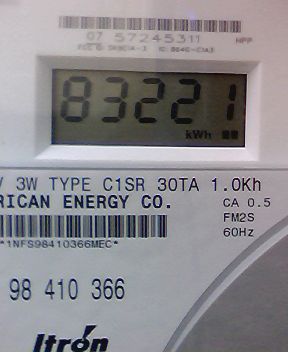 07 57245311 NPP
83221
kWh
V 3W TYPE C1SR 30TA 1.0Kh
RICAN ENERGY CO. CA 0.5
FM2S
60Hz
*1NFS98410366MEC*
98 410 366
Itron